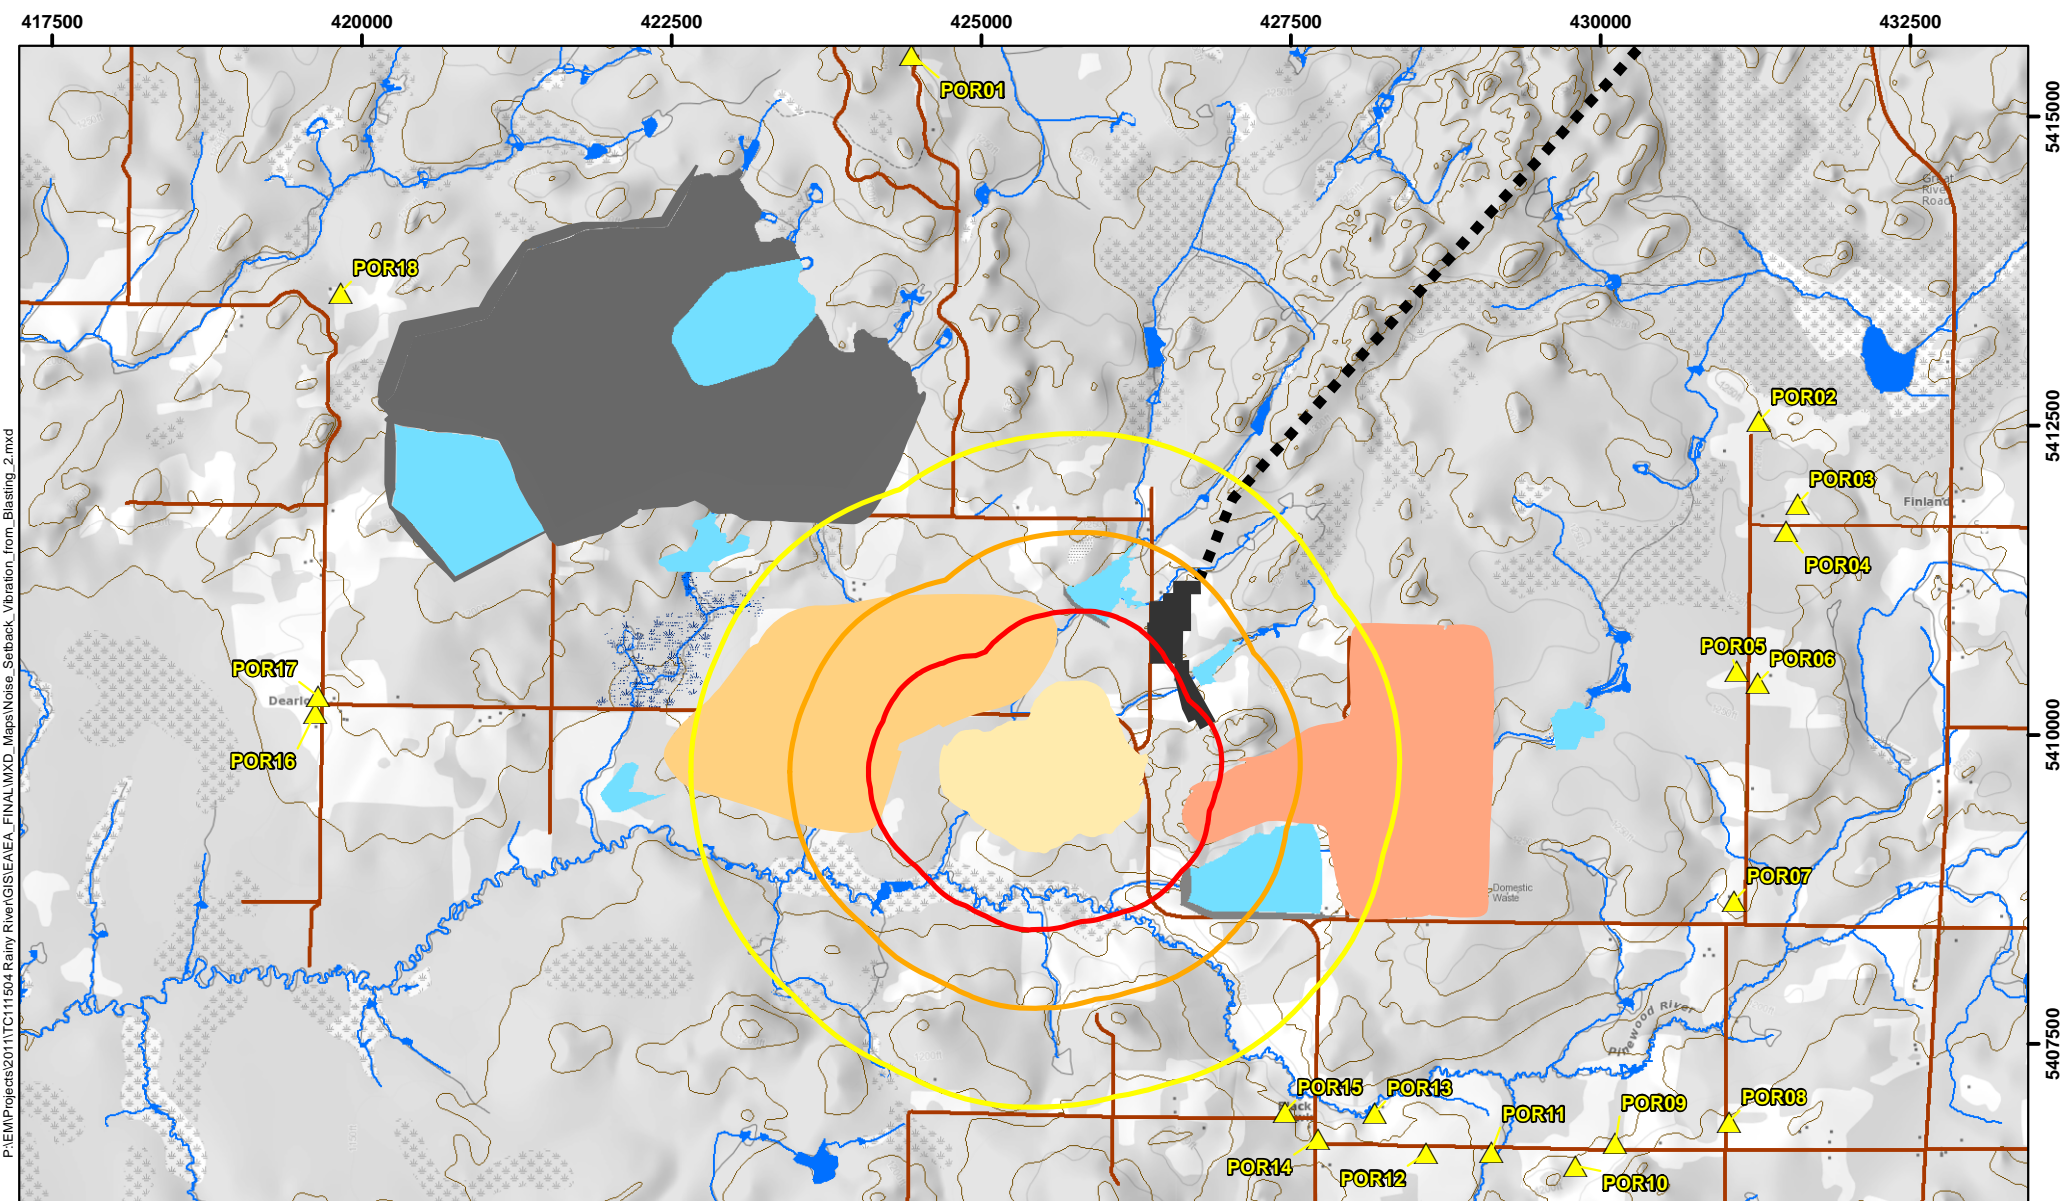 417500 420000 422500 425000 427500 430000 432500
POR01
5415000
Great
River
Road
POR18
POR02
5412500
POR03
Finland
POR04
POR05
POR06
POR17
POR16
5410000
POR07
Domestic
Waste
Pinewood River
5407500
POR15
POR13
POR11
POR09
POR08
POR14
POR12
POR10
P:\EM\Projects\2011\TC111504 Rainy River\GIS\EA\EA_FINAL\MXD_Maps\Noise_Setback_Vibration_from_Blasting_2.mxd